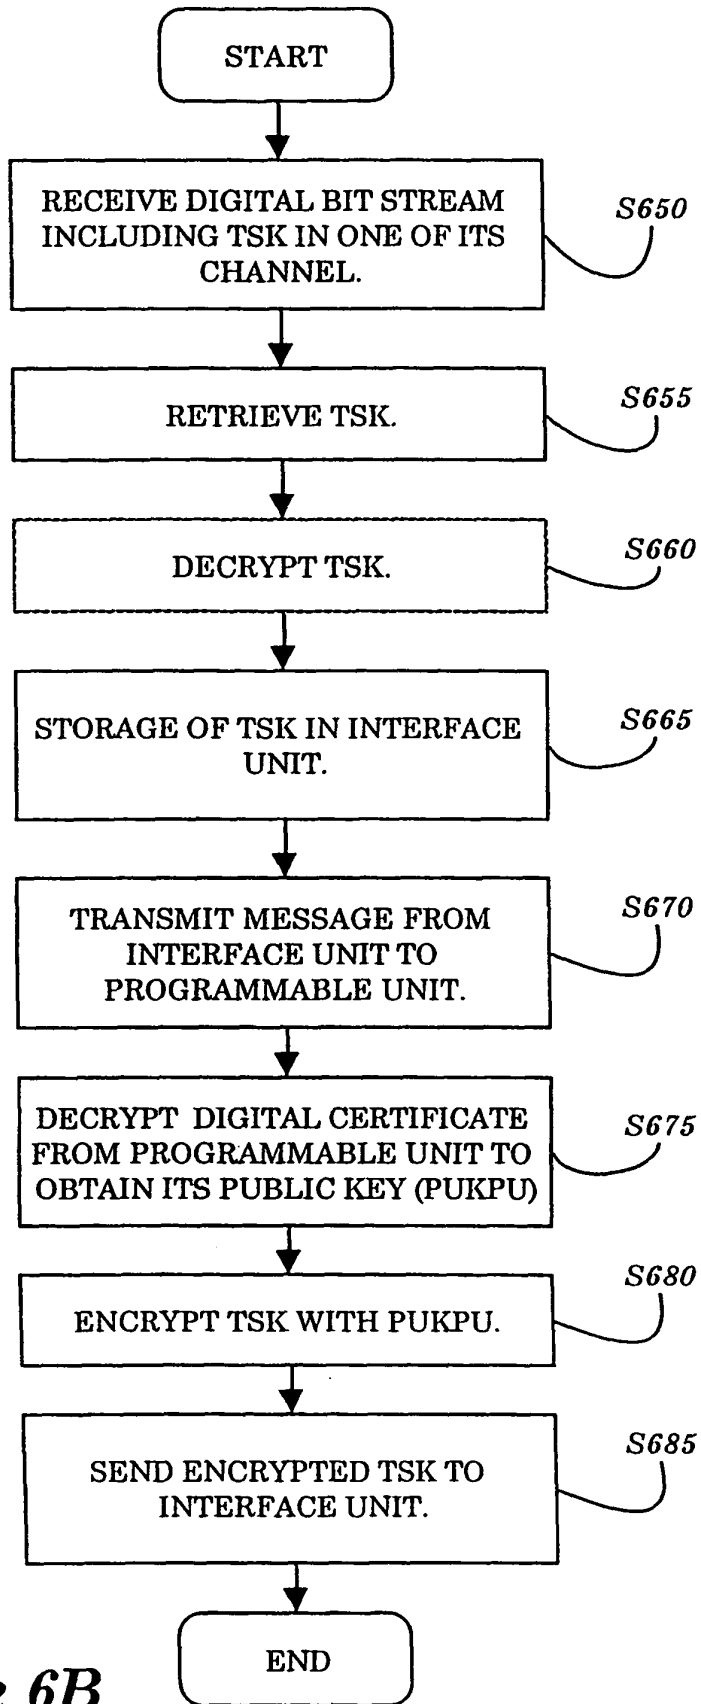 START
RECEIVE DIGITAL BIT STREAM
INCLUDING TSK IN ONE OF ITS
CHANNEL.
S650
RETRIEVE TSK.
S655
DECRYPT TSK.
S660
STORAGE OF TSK IN INTERFACE
UNIT.
S665
TRANSMIT MESSAGE FROM
INTERFACE UNIT TO
PROGRAMMABLE UNIT.
S670
DECRYPT DIGITAL CERTIFICATE
FROM PROGRAMMABLE UNIT TO
OBTAIN ITS PUBLIC KEY (PUKPU)
S675
ENCRYPT TSK WITH PUKPU.
S680
SEND ENCRYPTED TSK TO
INTERFACE UNIT.
S685
END
6B